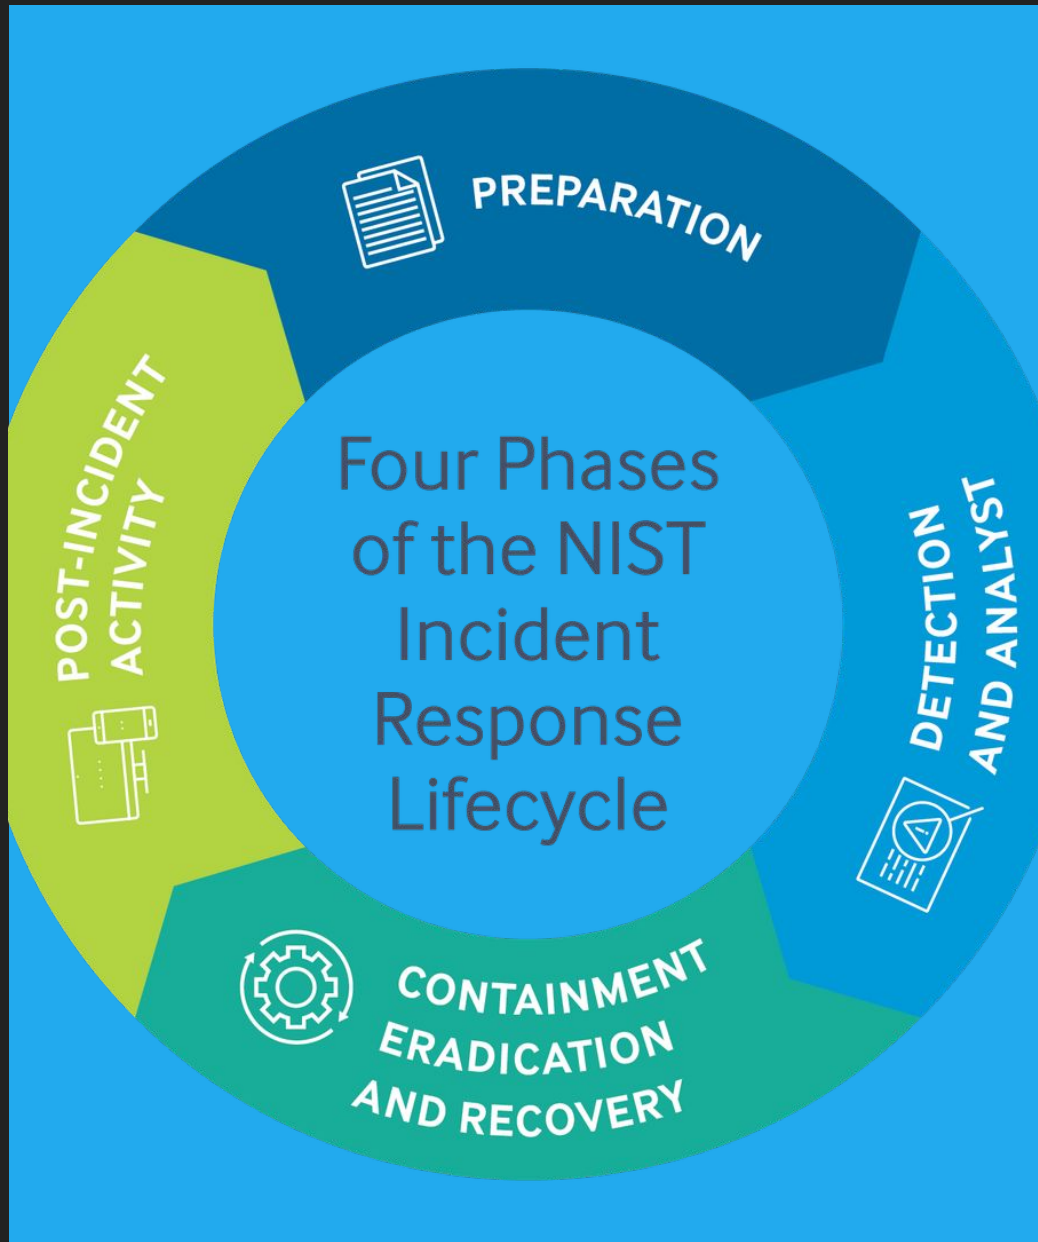 PREPARATION
DETECTION
AND ANALYST
CONTAINMENT
ERADICATION
AND RECOVERY
POST-INCIDENT
ACTIVITY
Four Phases
of the NIST
Incident
Response
Lifecycle